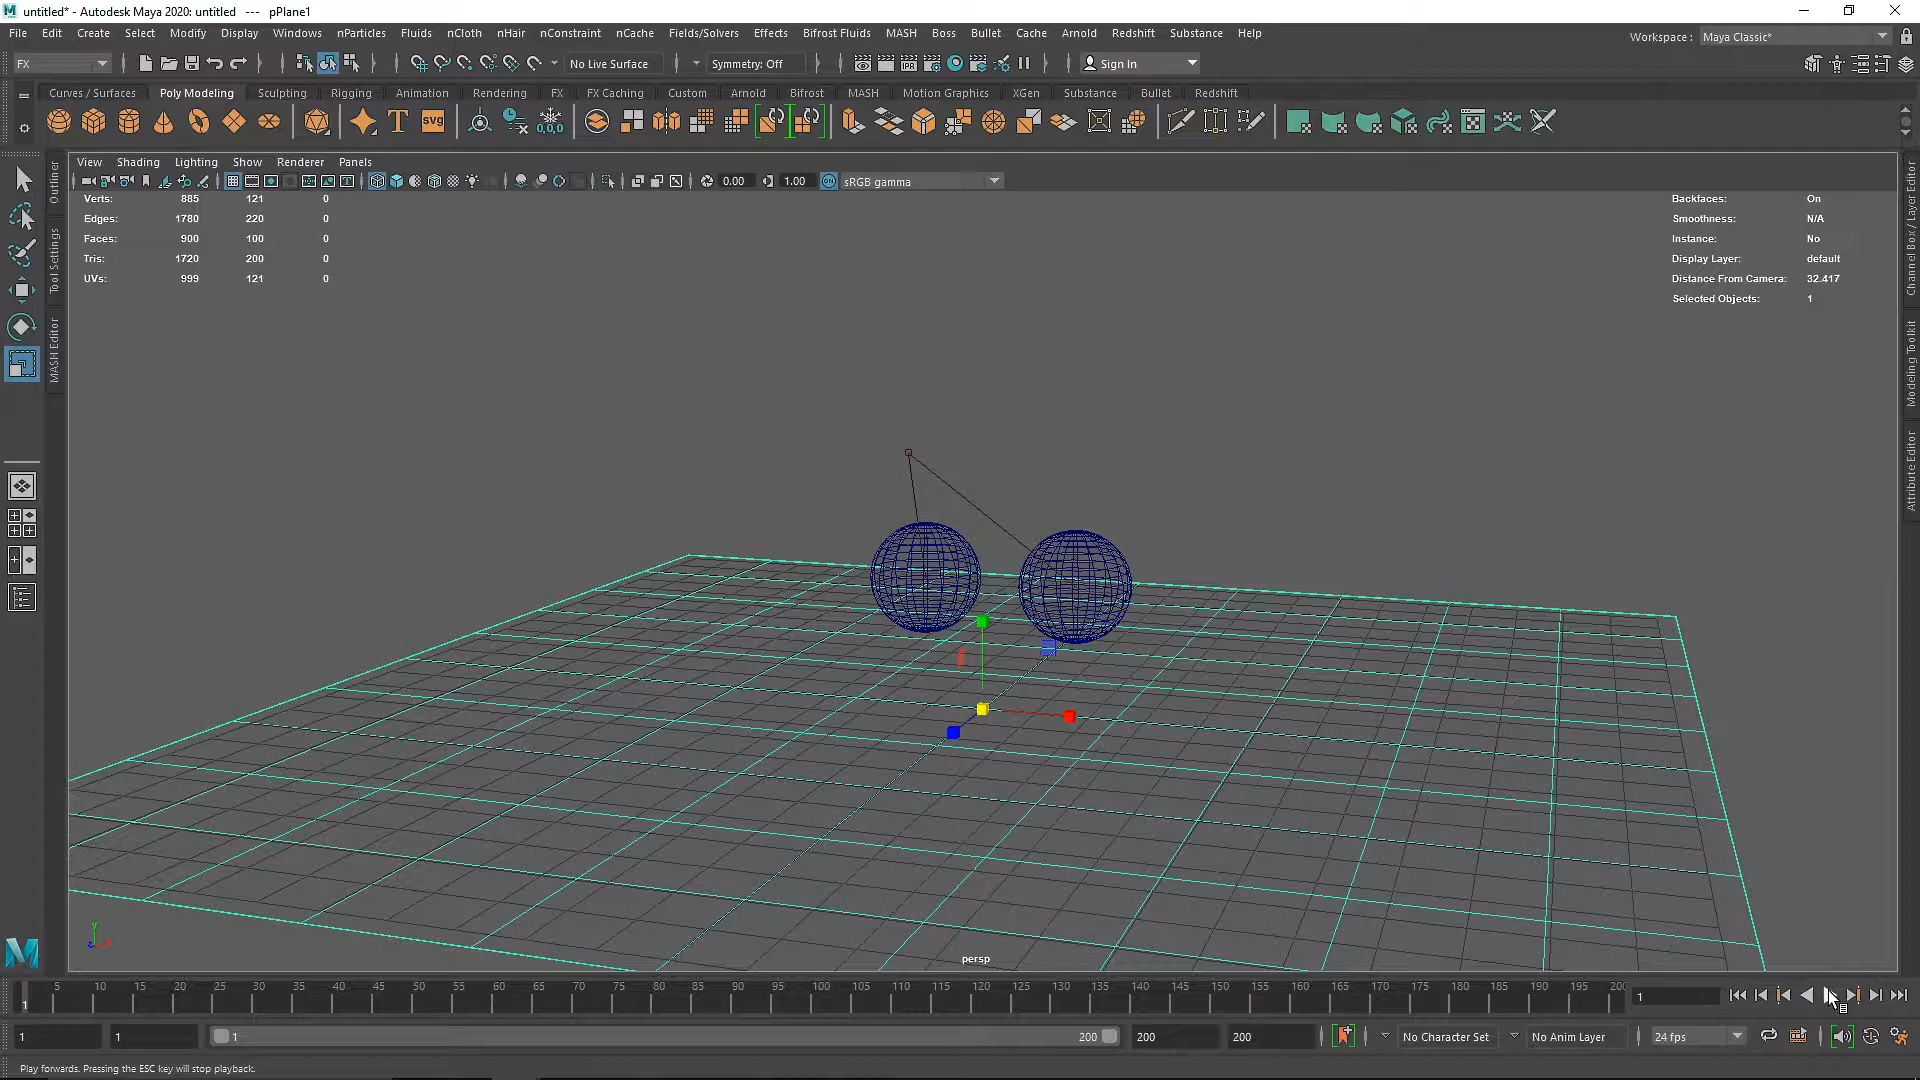 untitled* - Autodesk Maya 2020: untitled --- pPlane1
File Edit Create Select Modify Display Windows nParticles Fluids nCloth nHair nConstraint nCache Fields/Solvers Effects Bifrost Fluids MASH Boss Bullet Cache Arnold Redshift Substance Help
Workspace : Maya Classic*
FX No Live Surface Symmetry: Off Sign In
Curves / Surfaces Poly Modeling Sculpting Rigging Animation Rendering FX FX Caching Custom Arnold Bifrost MASH Motion Graphics XGen Substance Bullet Redshift
T svg 0,0,0
View Shading Lighting Show Renderer Panels
0.00 1.00 ON sRGB gamma
Verts: 885 121 0
Edges: 1780 220 0
Faces: 900 100 0
Tris: 1720 200 0
UVs: 999 121 0
Backfaces: On
Smoothness: N/A
Instance: No
Display Layer: default
Distance From Camera: 32.417
Selected Objects: 1
Outliner
Tool Settings
MASH Editor
Channel Box / Layer Editor
Modeling Toolkit
Attribute Editor
y
z
persp
5 10 15 20 25 30 35 40 45 50 55 60 65 70 75 80 85 90 95 100 105 110 115 120 125 130 135 140 145 150 155 160 165 170 175 180 185 190 195 200
1 1
1 1 1 200 200 200 No Character Set No Anim Layer 24 fps
Play forwards. Pressing the ESC key will stop playback.